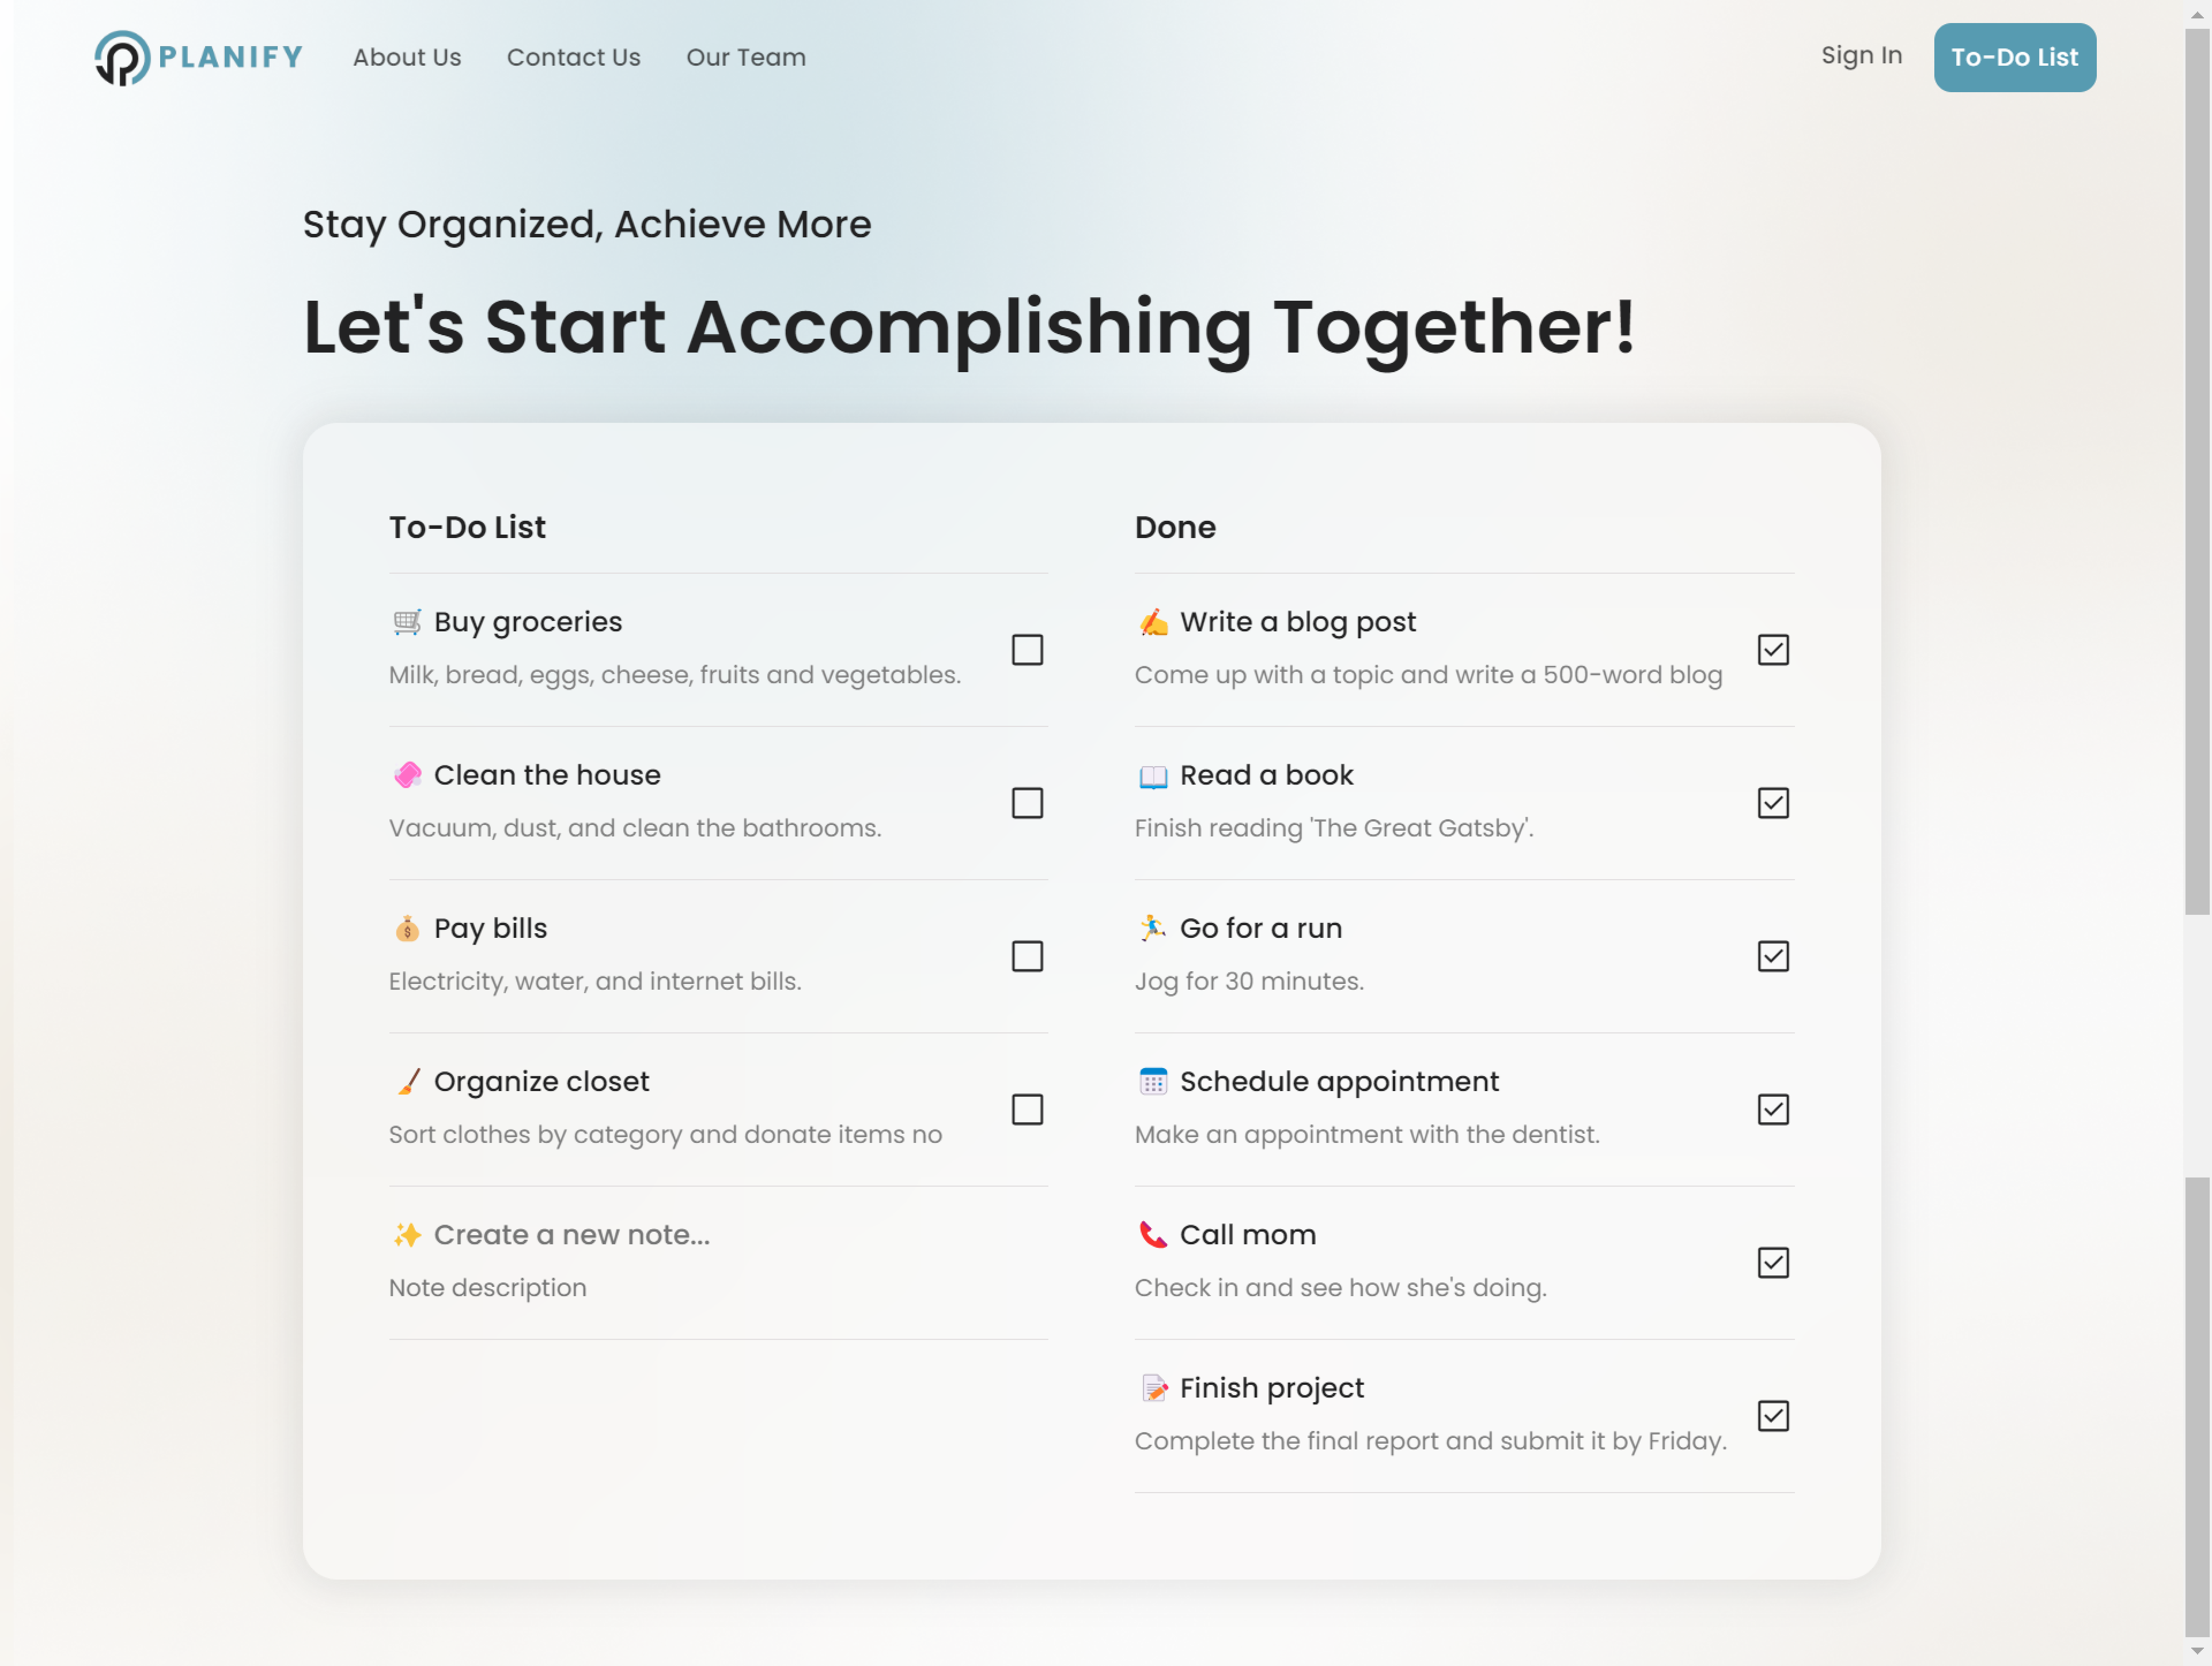 PLANIFY About Us Contact Us Our Team Sign In To-Do List
Stay Organized, Achieve More
Let's Start Accomplishing Together!
To-Do List
Buy groceries
Milk, bread, eggs, cheese, fruits and vegetables.
Clean the house
Vacuum, dust, and clean the bathrooms.
Pay bills
Electricity, water, and internet bills.
Organize closet
Sort clothes by category and donate items no
Create a new note...
Note description
Done
Write a blog post
Come up with a topic and write a 500-word blog
Read a book
Finish reading 'The Great Gatsby'.
Go for a run
Jog for 30 minutes.
Schedule appointment
Make an appointment with the dentist.
Call mom
Check in and see how she's doing.
Finish project
Complete the final report and submit it by Friday.